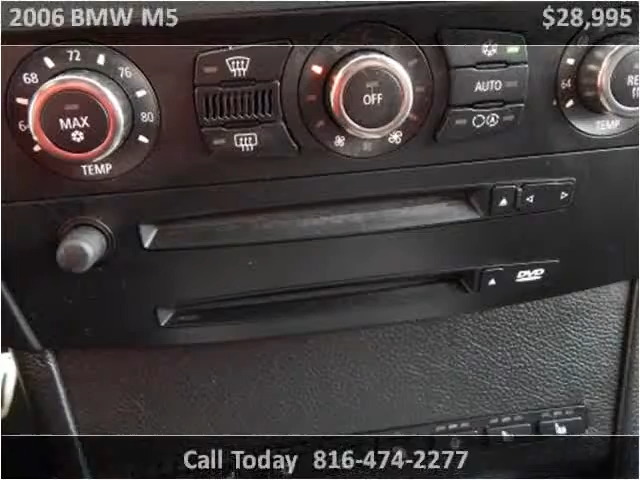 2006 BMW M5
$28,995
72
68
76
64
80
MAX
TEMP
OFF
AUTO
A
64
TEMP
DVD
Call Today 816-474-2277